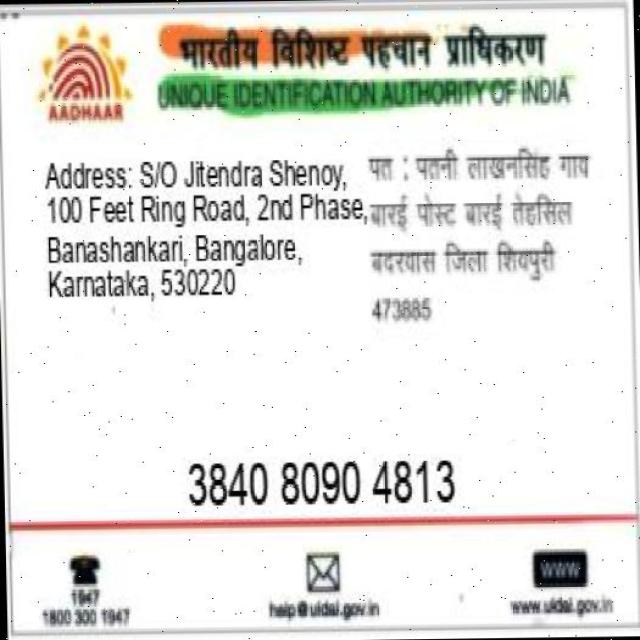 भारतीय विशिष्ट पहचान प्राधिकरण
UNIQUE IDENTIFICATION AUTHORITY OF INDIA
AADHAAR
Address: S/O Jitendra Shenoy,
100 Feet Ring Road, 2nd Phase,
Banashankari, Bangalore,
Karnataka, 530220
पत : पतनी लाखनसिंह गाव
बारई पोस्ट बारई तेहसिल
बदरवास जिला शिवपुरी
473885
3840 8090 4813
1947
1800 300 1947
help@uidai.gov.in
www
www.uidai.gov.in